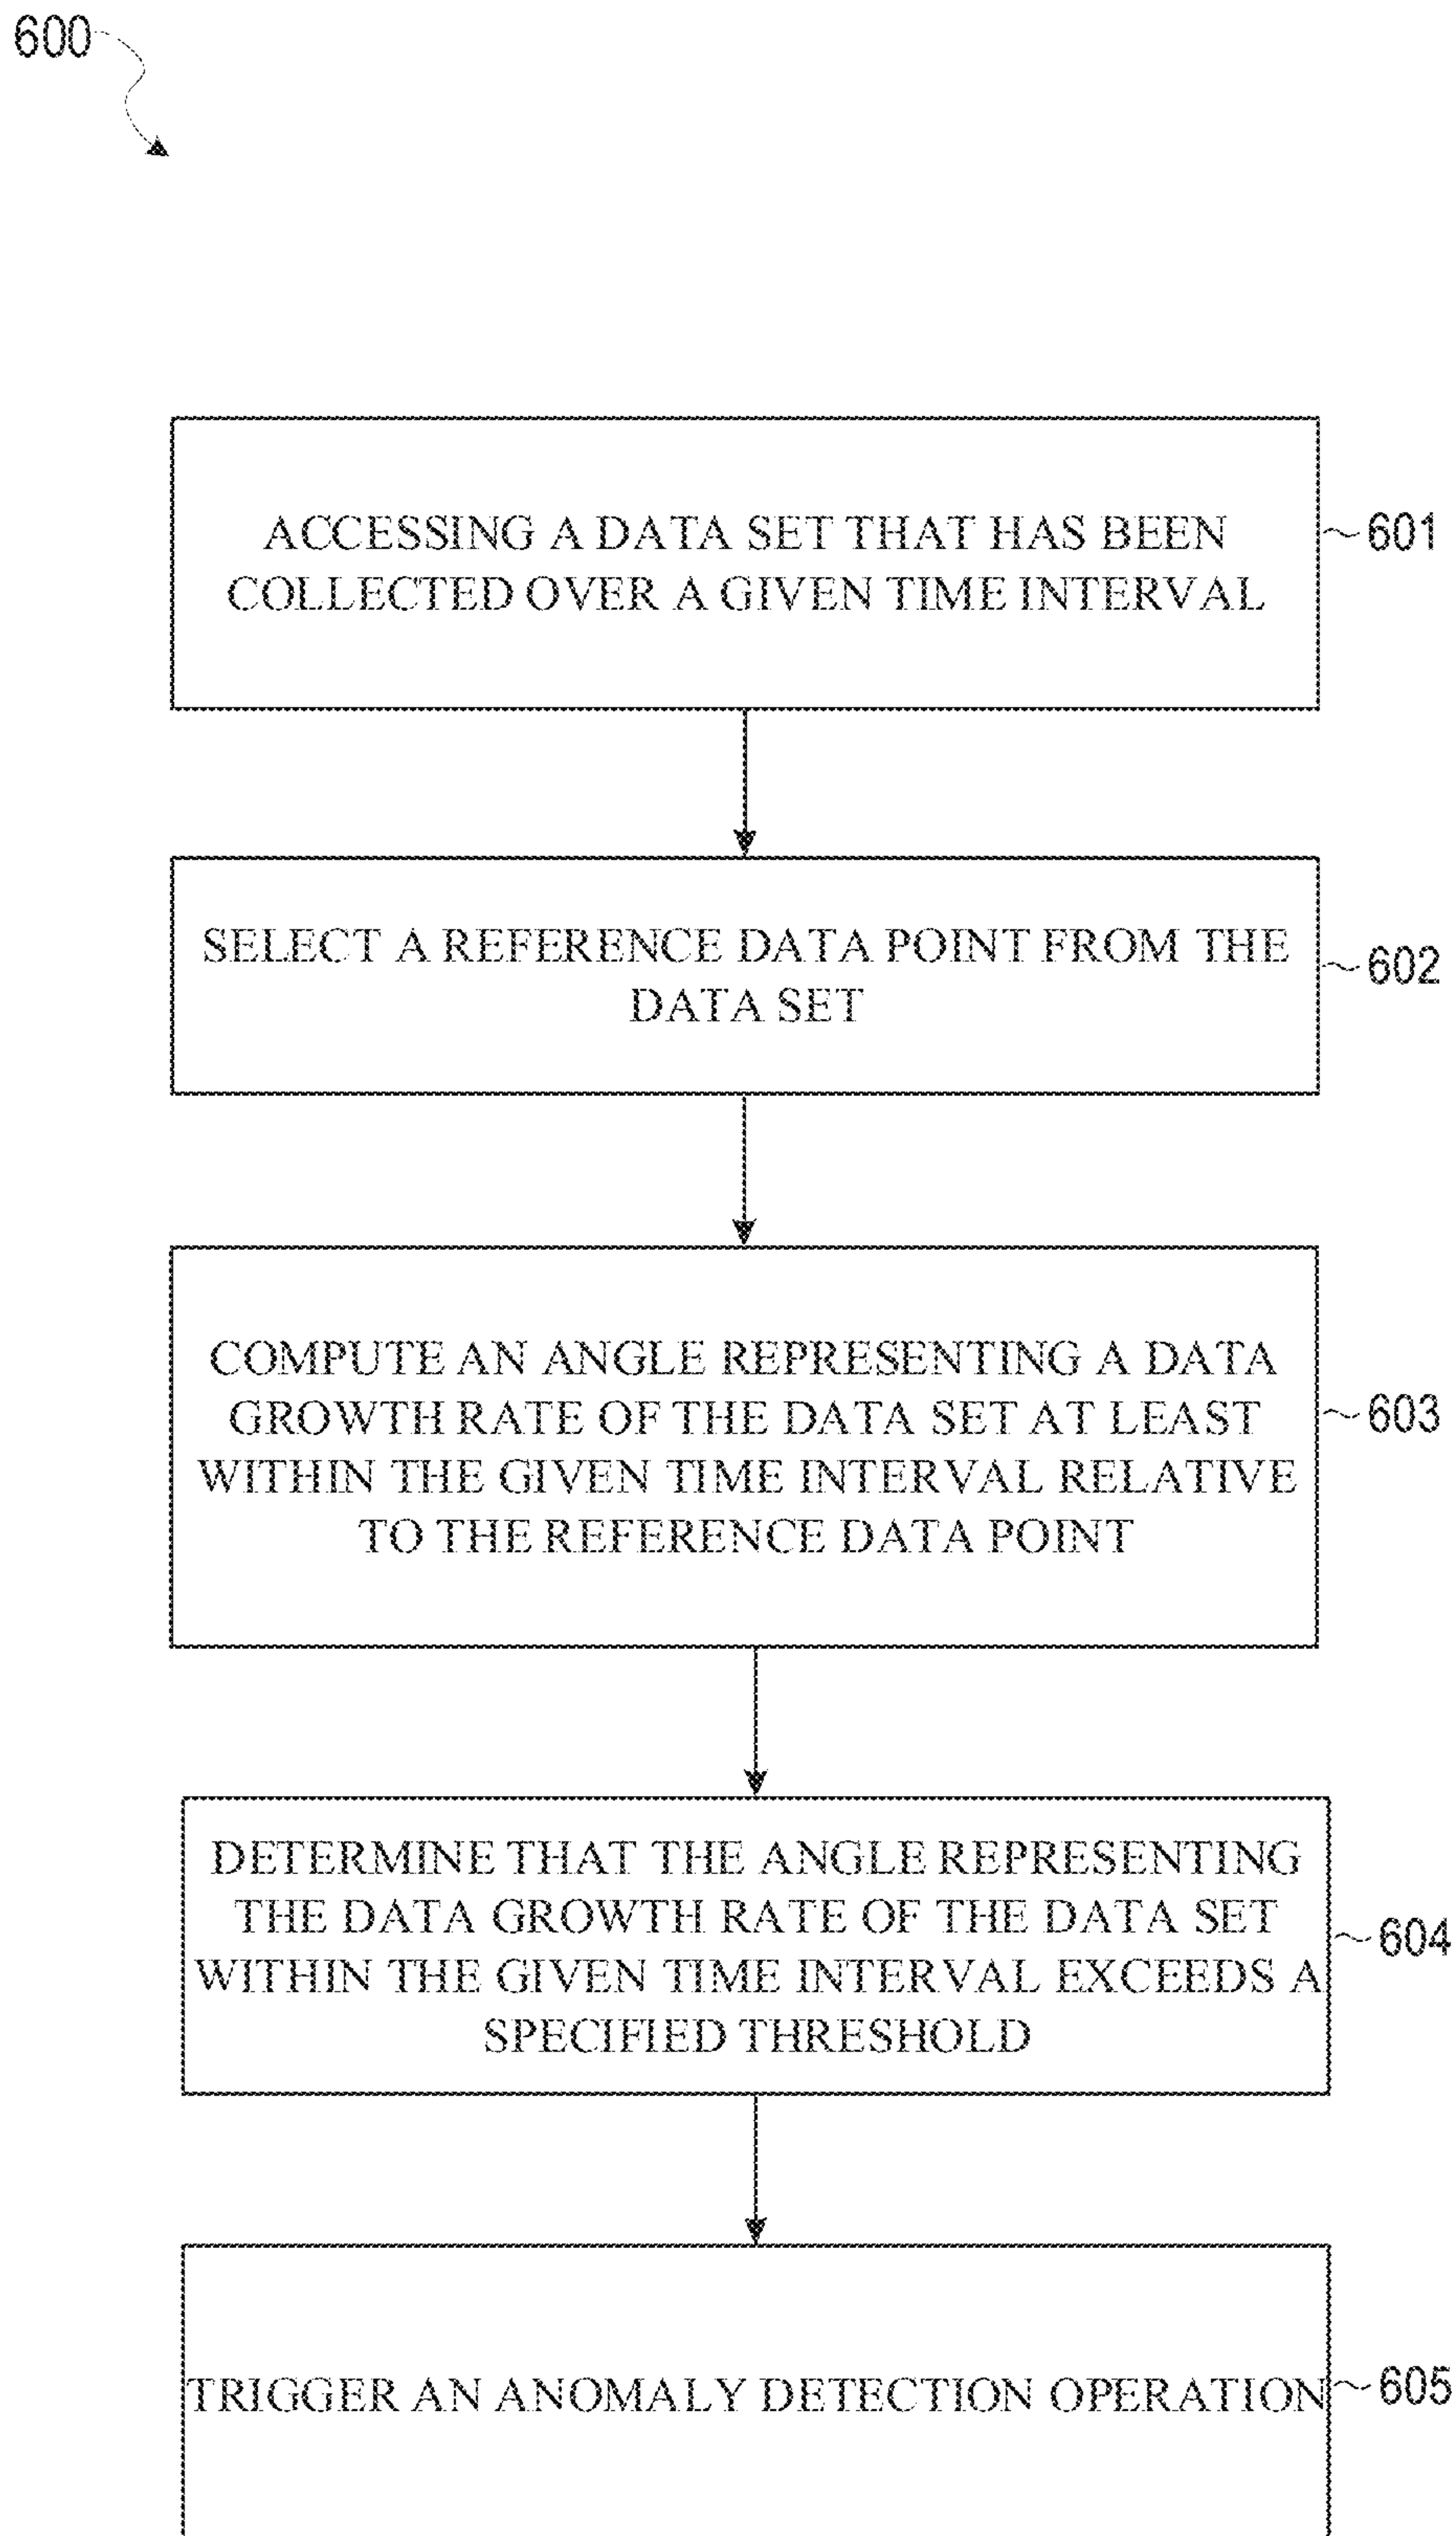 600
ACCESSING A DATA SET THAT HAS BEEN
COLLECTED OVER A GIVEN TIME INTERVAL
601
SELECT A REFERENCE DATA POINT FROM THE
DATA SET
602
COMPUTE AN ANGLE REPRESENTING A DATA
GROWTH RATE OF THE DATA SET AT LEAST
WITHIN THE GIVEN TIME INTERVAL RELATIVE
TO THE REFERENCE DATA POINT
603
DETERMINE THAT THE ANGLE REPRESENTING
THE DATA GROWTH RATE OF THE DATA SET
WITHIN THE GIVEN TIME INTERVAL EXCEEDS A
SPECIFIED THRESHOLD
604
TRIGGER AN ANOMALY DETECTION OPERATION
605